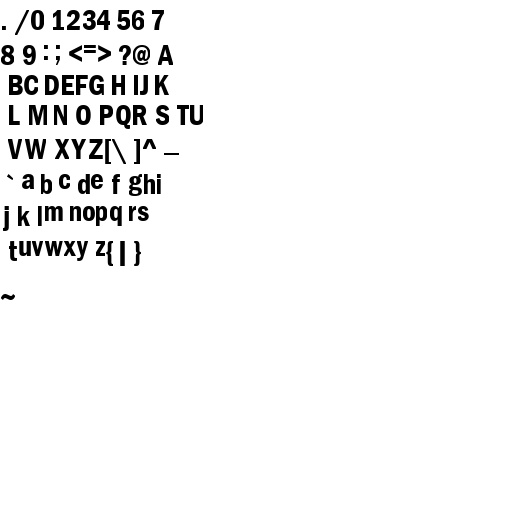 . /0 1234 56 7
8 9 : ; <=> ?@ A
BC DEFG H IJ K
L M N O PQR S TU
VW XYZ[\ ]^ _
` a b c de f ghi
j k lm nopq rs
tuvwxy z{ | }
~